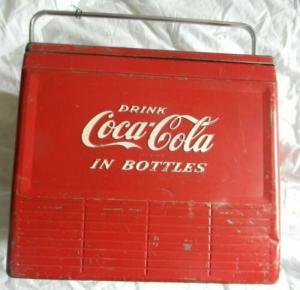 DRINK
Coca-Cola
IN BOTTLES